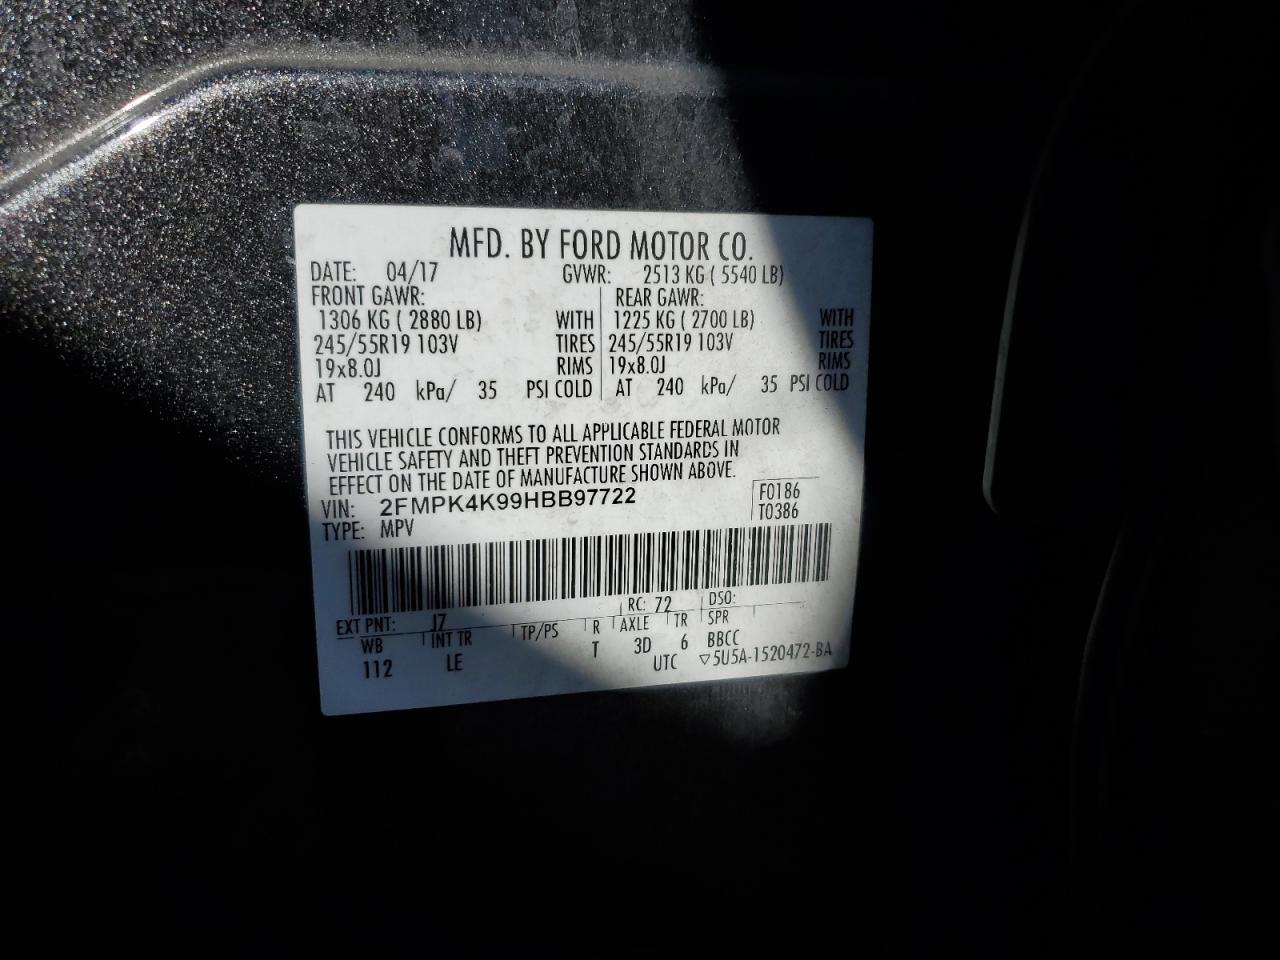 MFD. BY FORD MOTOR CO.
DATE: 04/17 GVWR: 2513 KG ( 5540 LB)
FRONT GAWR: REAR GAWR:
1306 KG ( 2880 LB) WITH 1225 KG ( 2700 LB) WITH
245/55R19 103V TIRES 245/55R19 103V TIRES
19x8.0J RIMS 19x8.0J RIMS
AT 240 kPa/ 35 PSI COLD AT 240 kPa/ 35 PSI COLD
THIS VEHICLE CONFORMS TO ALL APPLICABLE FEDERAL MOTOR
VEHICLE SAFETY AND THEFT PREVENTION STANDARDS IN
EFFECT ON THE DATE OF MANUFACTURE SHOWN ABOVE.
VIN: 2FMPK4K99HBB97722 F0186
TYPE: MPV T0386
EXT PNT: J7 RC: 72 DSO:
WB INT TR TP/PS R AXLE TR SPR
112 LE T 3D 6 BBCC
UTC ▽5U5A-1520472-BA